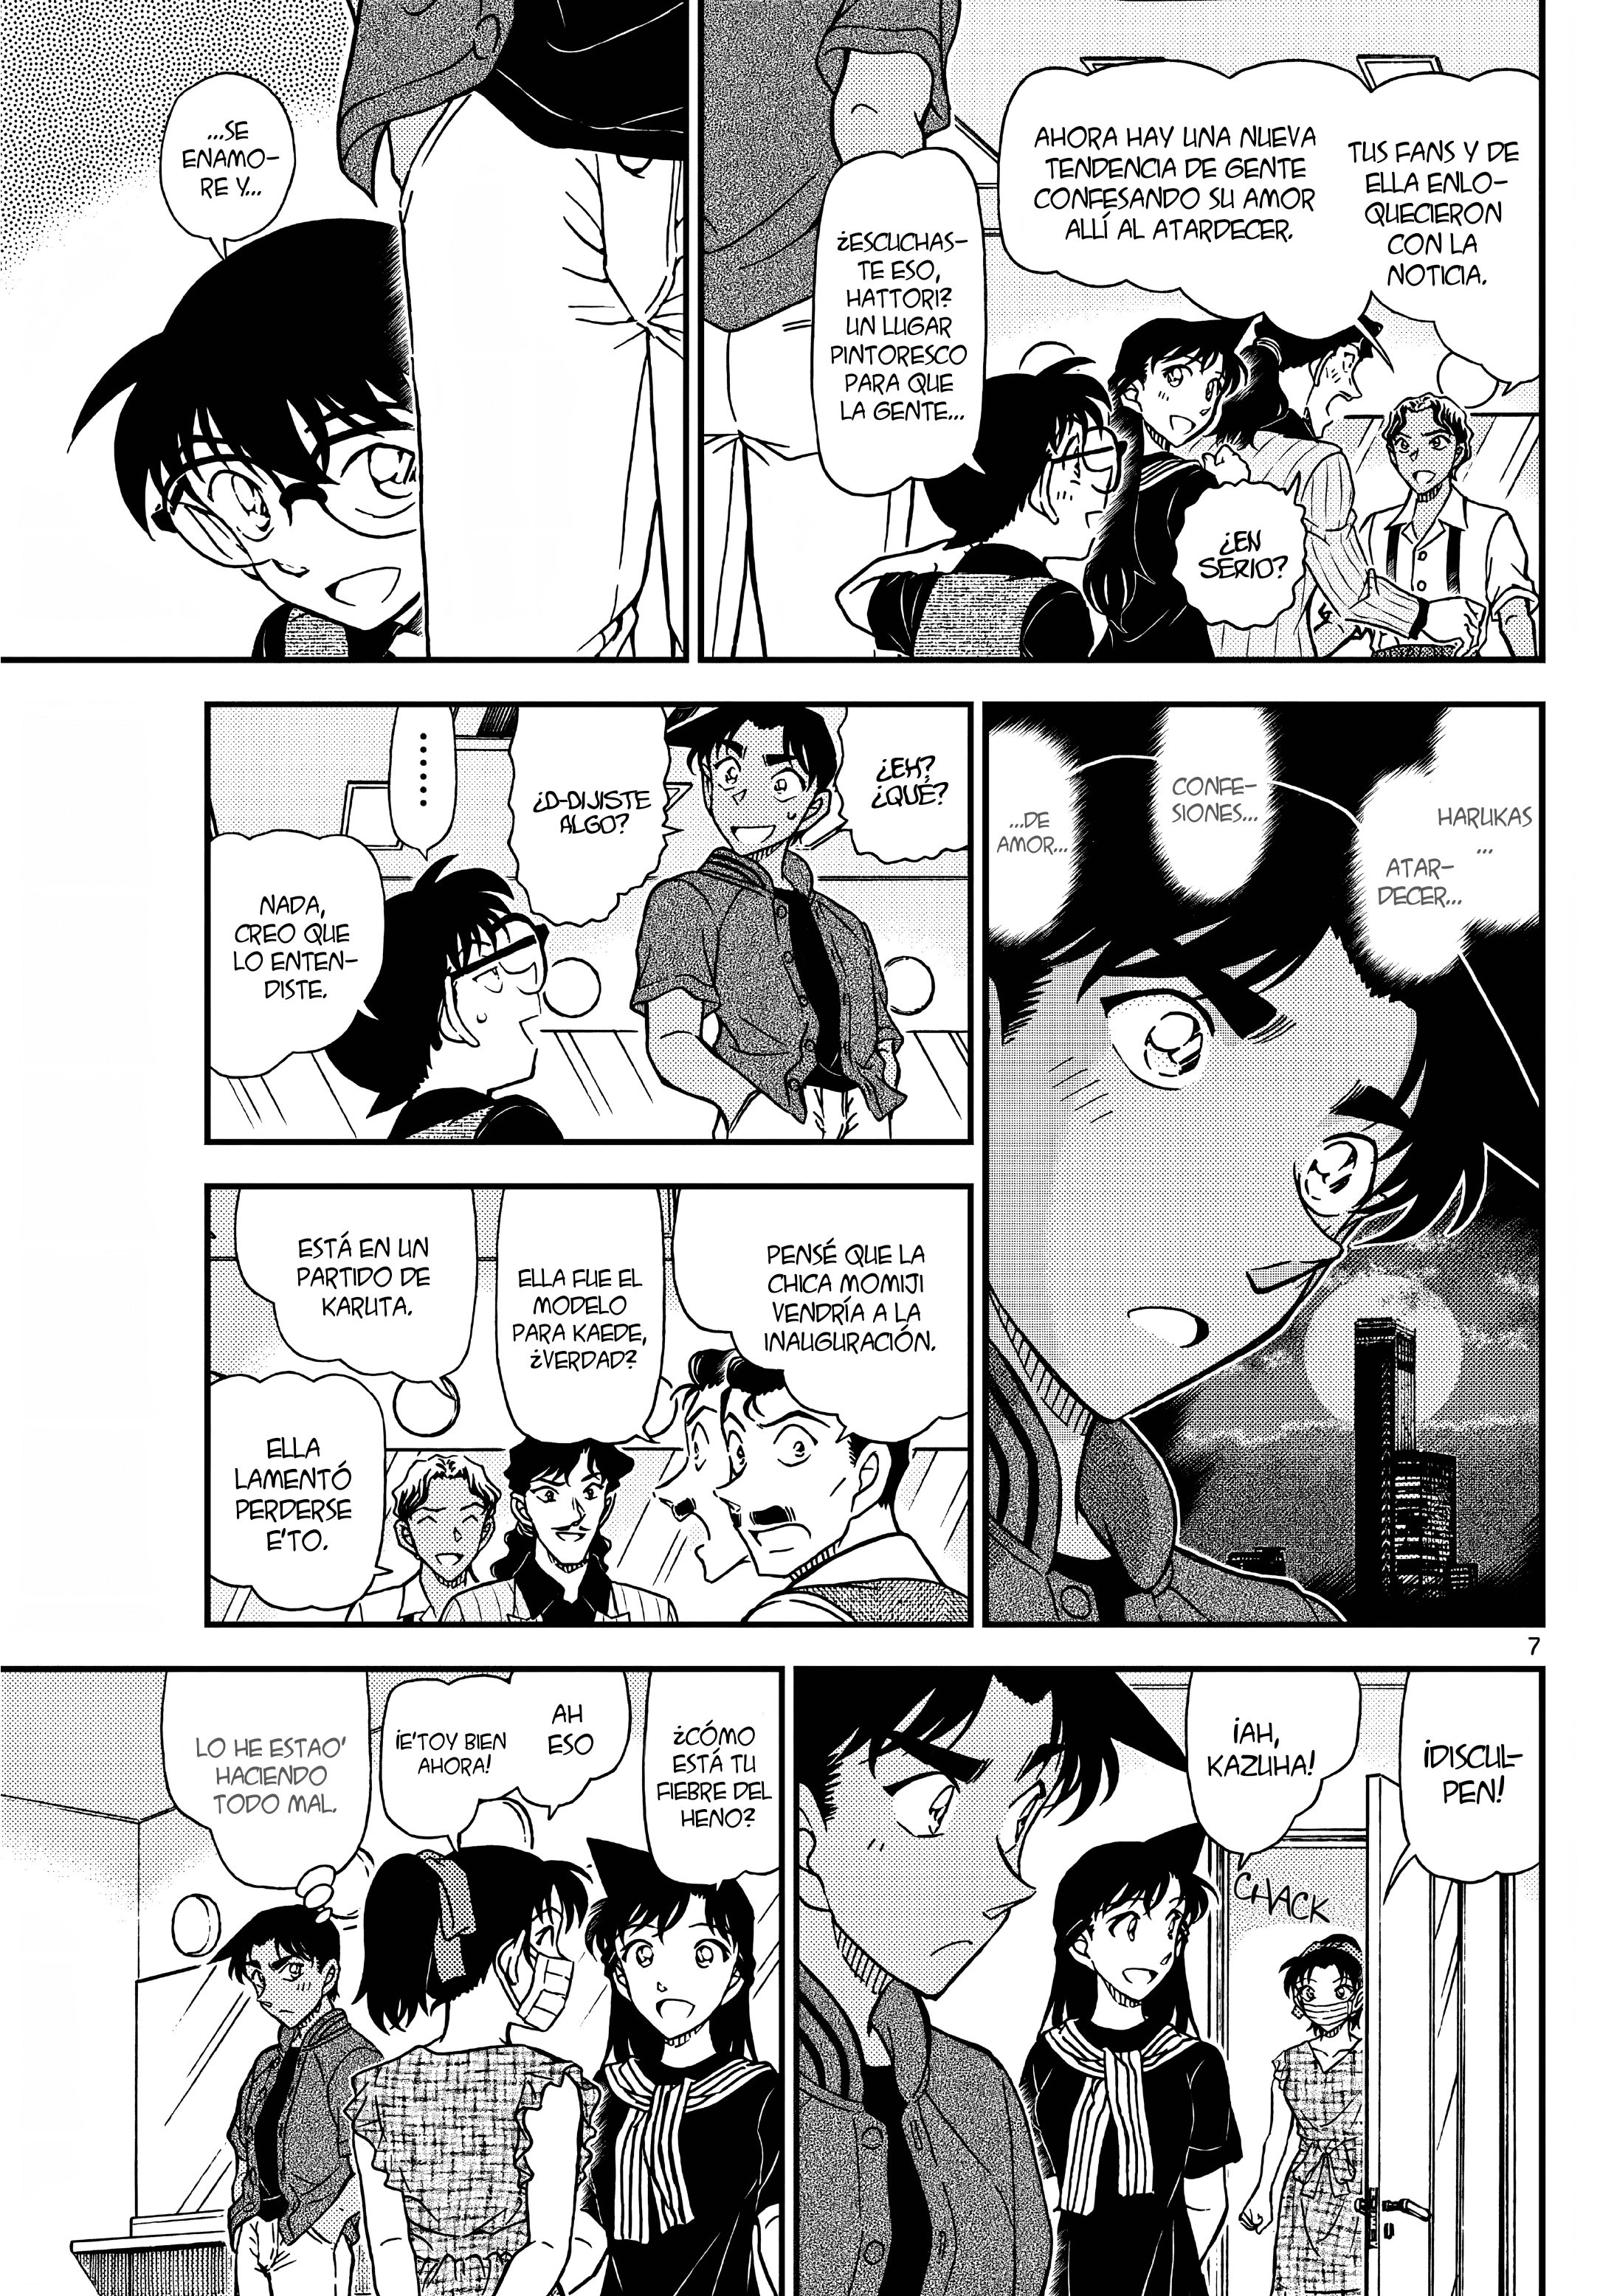 TUS FANS Y DE
ELLA ENLO-
QUECIERON
CON LA
NOTICIA.
AHORA HAY UNA NUEVA
TENDENCIA DE GENTE
CONFESANDO SU AMOR
ALLÍ AL ATARDECER.
¿EN
SERIO?
¿ESCUCHAS-
TE ESO,
HATTORI?
UN LUGAR
PINTORESCO
PARA QUE
LA GENTE...
...SE
ENAMO-
RE Y...
HARUKAS
...
ATAR-
DECER...
CONFE-
SIONES...
...DE
AMOR...
¿EH?
¿QUÉ?
¿D-DIJISTE
ALGO?
......
NADA,
CREO QUE
LO ENTEN-
DISTE.
PENSÉ QUE LA
CHICA MOMIJI
VENDRÍA A LA
INAUGURACIÓN.
ELLA FUE EL
MODELO
PARA KAEDE,
¿VERDAD?
ESTÁ EN UN
PARTIDO DE
KARUTA.
ELLA
LAMENTÓ
PERDERSE
E'TO.
7
¡DISCUL-
PEN!
¡AH,
KAZUHA!
CHACK
¿CÓMO
ESTÁ TU
FIEBRE DEL
HENO?
AH
ESO
¡E'TOY BIEN
AHORA!
LO HE ESTAO'
HACIENDO
TODO MAL.